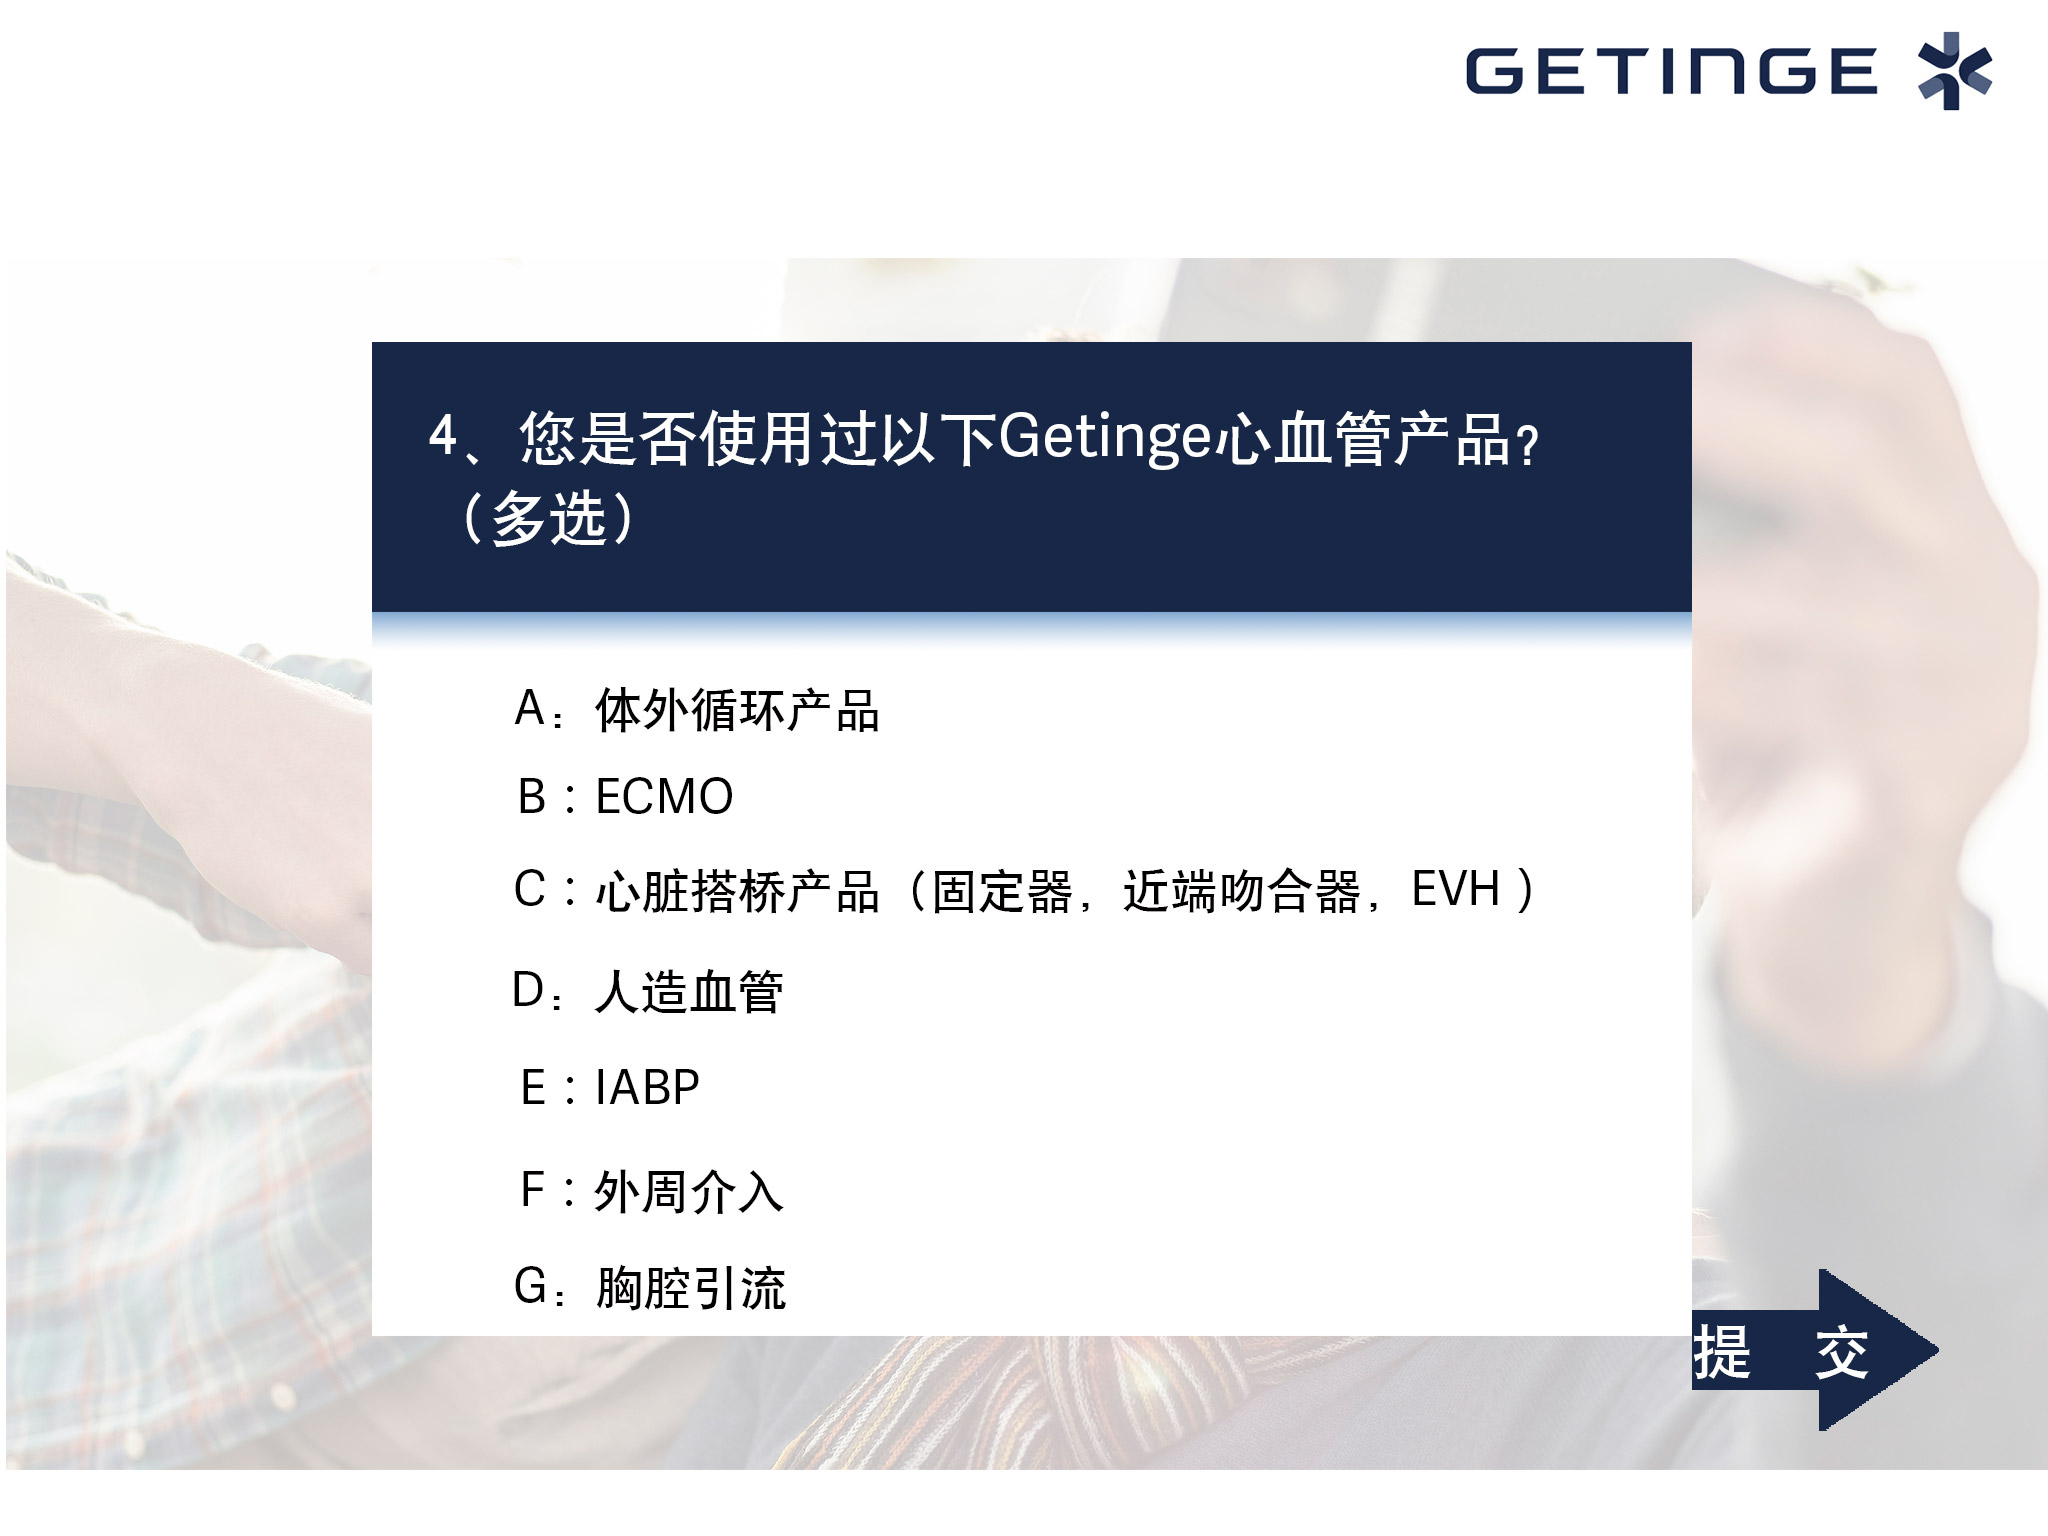 GETINGE
4、您是否使用过以下Getinge心血管产品？
（多选）
A：体外循环产品
B：ECMO
C：心脏搭桥产品（固定器，近端吻合器，EVH）
D：人造血管
E：IABP
F：外周介入
G：胸腔引流
提 交